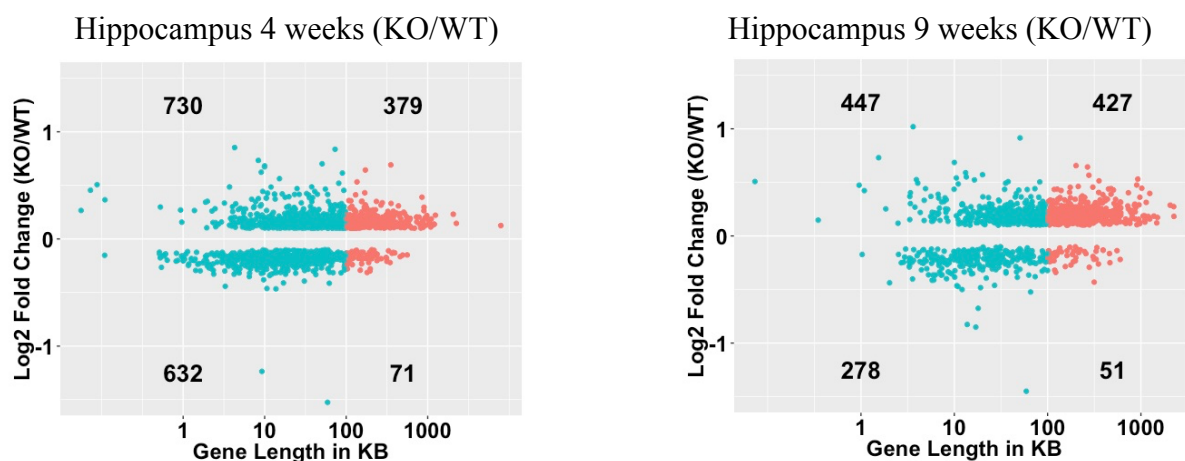 Hippocampus 4 weeks (KO/WT)
730 379
1
0
-1
Log2 Fold Change (KO/WT)
632 71
1 10 100 1000
Gene Length in KB
Hippocampus 9 weeks (KO/WT)
447 427
1
0
-1
Log2 Fold Change (KO/WT)
278 51
1 10 100 1000
Gene Length in KB